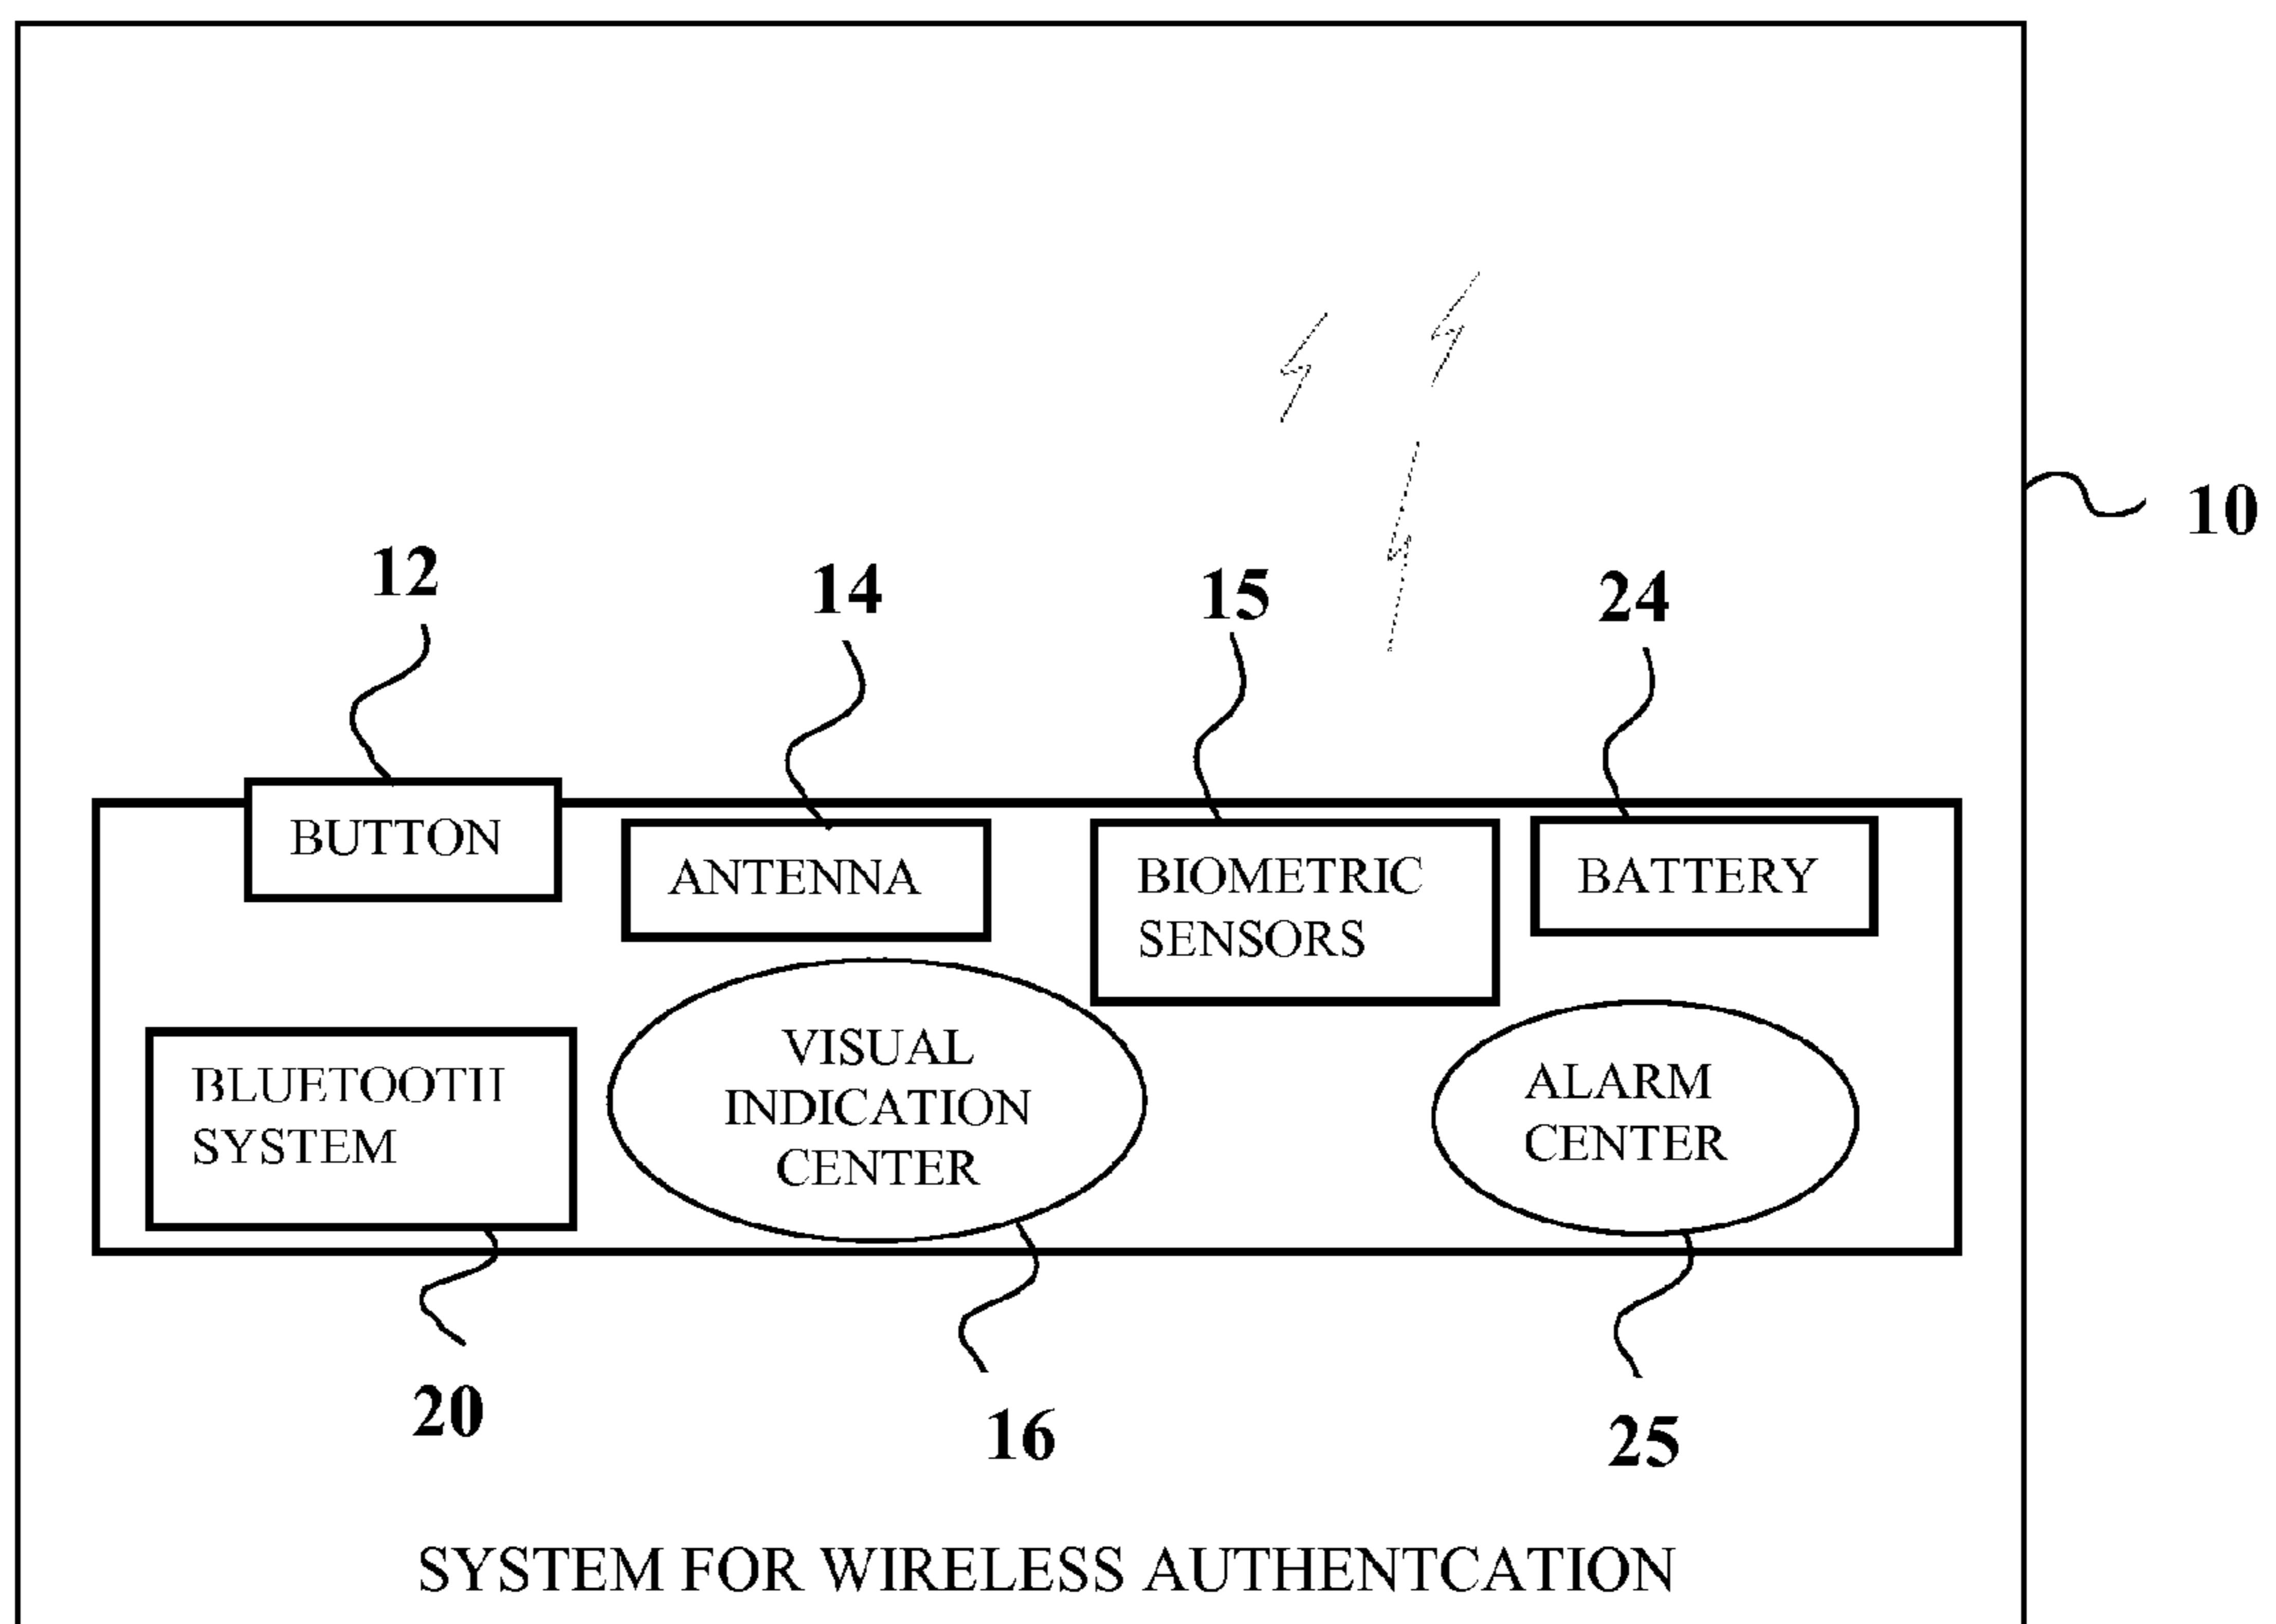 10
12
14
15
24
BUTTON
ANTENNA
BIOMETRIC
SENSORS
BATTERY
BLUETOOTH
SYSTEM
VISUAL
INDICATION
CENTER
ALARM
CENTER
20
16
25
SYSTEM FOR WIRELESS AUTHENTCATION